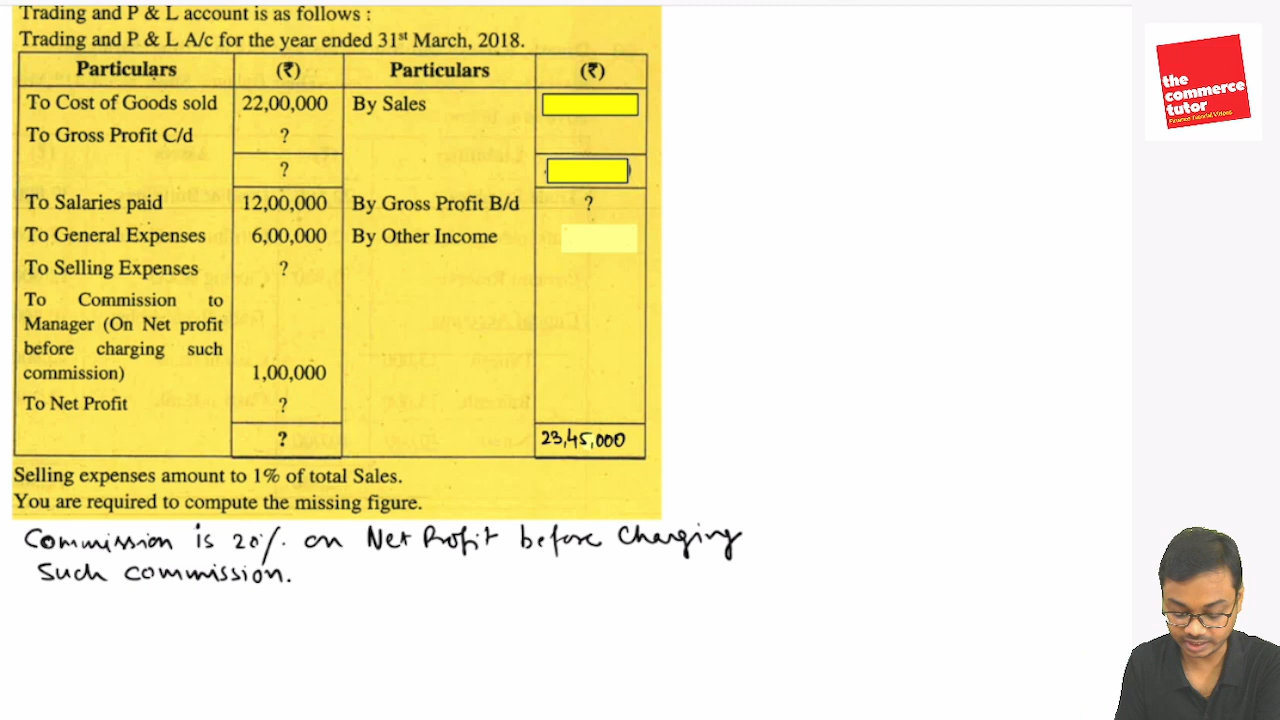 Trading and P & L account is as follows :
Trading and P & L A/c for the year ended 31st March, 2018.
Particulars (₹) Particulars (₹)
To Cost of Goods sold 22,00,000 By Sales
To Gross Profit C/d ?
?
To Salaries paid 12,00,000 By Gross Profit B/d ?
To General Expenses 6,00,000 By Other Income
To Selling Expenses ?
To Commission to
Manager (On Net profit
before charging such
commission) 1,00,000
To Net Profit ?
? 23,45,000
Selling expenses amount to 1% of total Sales.
You are required to compute the missing figure.
Commission is 20% on Net Profit before Charging
Such commission.
the
commerce
tutor
Finance Tutorial Videos